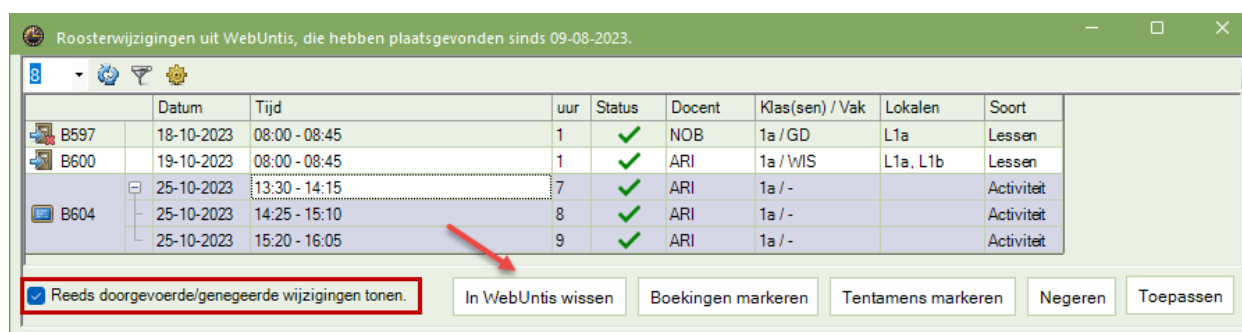 Roosterwijzigingen uit WebUntis, die hebben plaatsgevonden sinds 09-08-2023.
8
Datum Tijd uur Status Docent Klas(sen) / Vak Lokalen Soort
B597 18-10-2023 08:00 - 08:45 1 NOB 1a / GD L1a Lessen
B600 19-10-2023 08:00 - 08:45 1 ARI 1a / WIS L1a, L1b Lessen
25-10-2023 13:30 - 14:15 7 ARI 1a / - Activiteit
B604 25-10-2023 14:25 - 15:10 8 ARI 1a / - Activiteit
25-10-2023 15:20 - 16:05 9 ARI 1a / - Activiteit
Reeds doorgevoerde/genegeerde wijzigingen tonen. In WebUntis wissen Boekingen markeren Tentamens markeren Negeren Toepassen